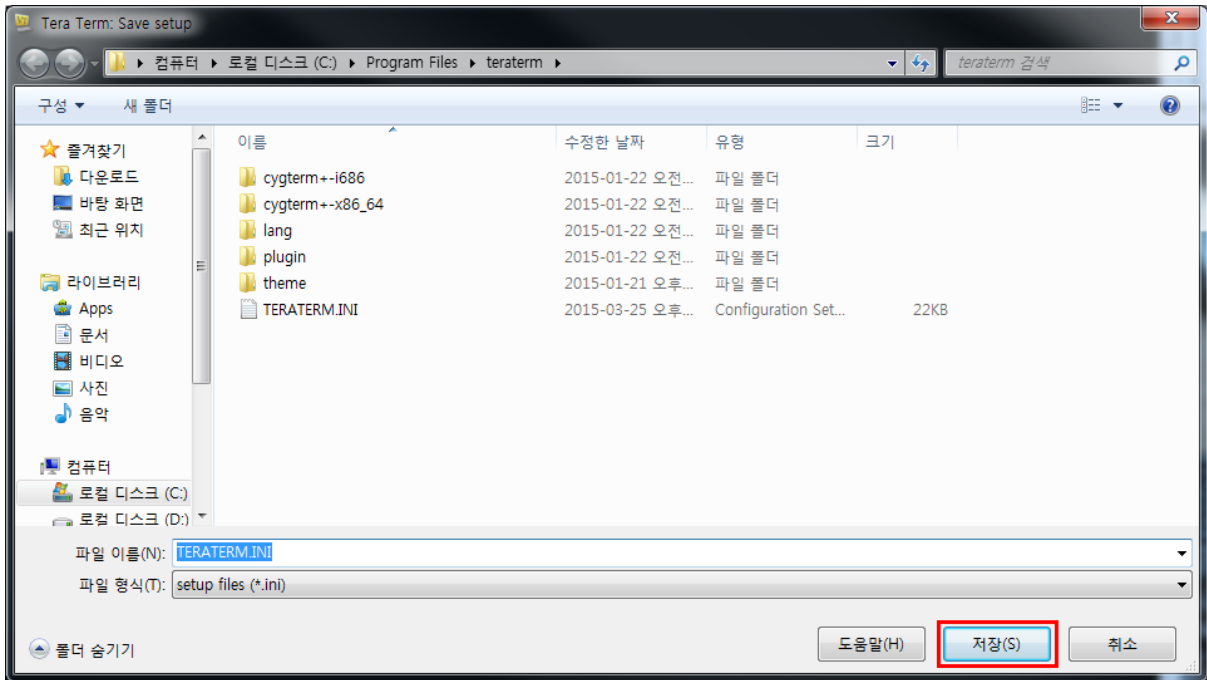 Tera Term: Save setup
컴퓨터 로컬 디스크 (C:) Program Files teraterm
teraterm 검색
구성 새 폴더
이름 수정한 날짜 유형 크기
즐겨찾기
다운로드
바탕 화면
최근 위치
라이브러리
Apps
문서
비디오
사진
음악
컴퓨터
로컬 디스크 (C:)
로컬 디스크 (D:)
cygterm+-i686 2015-01-22 오전... 파일 폴더
cygterm+-x86_64 2015-01-22 오전... 파일 폴더
lang 2015-01-22 오전... 파일 폴더
plugin 2015-01-22 오전... 파일 폴더
theme 2015-01-21 오후... 파일 폴더
TERATERM.INI 2015-03-25 오후... Configuration Set... 22KB
파일 이름(N): TERATERM.INI
파일 형식(T): setup files (*.ini)
폴더 숨기기
도움말(H) 저장(S) 취소